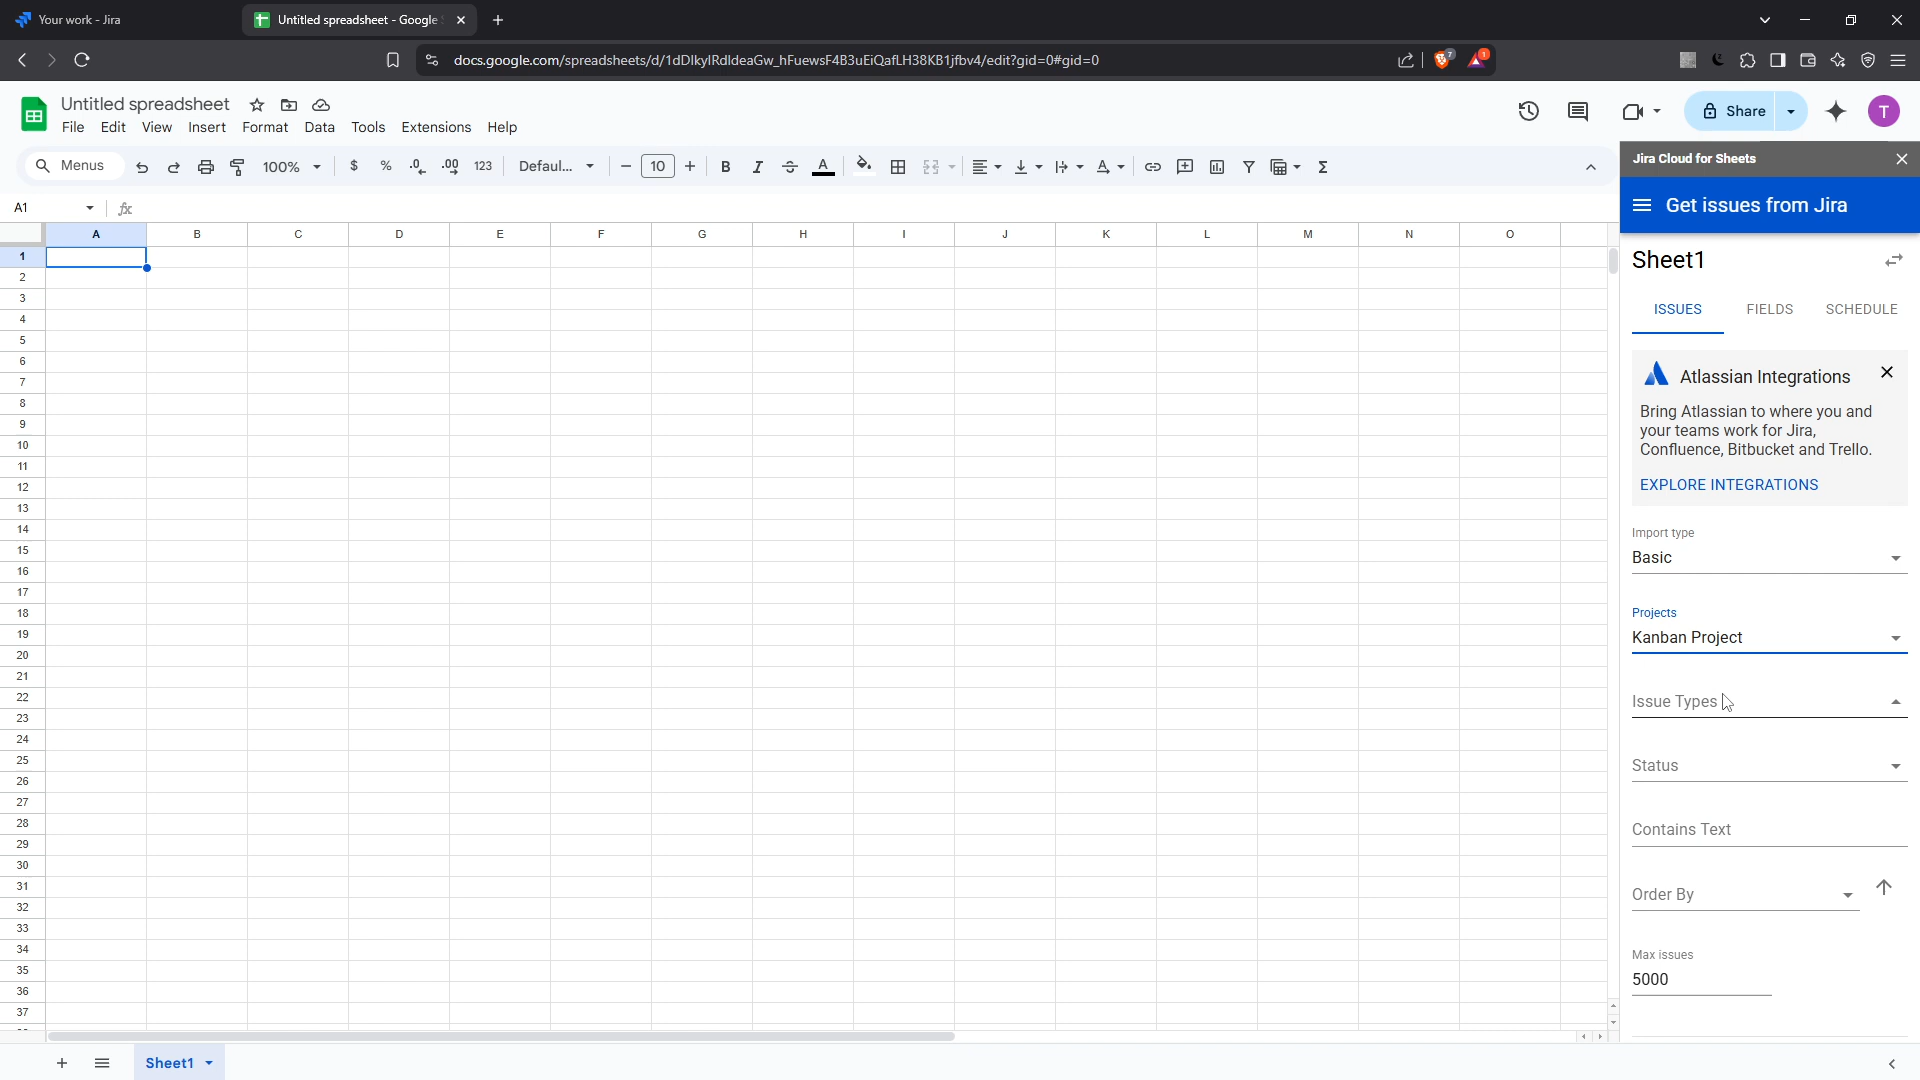 Your work - Jira
Untitled spreadsheet - Google S
docs.google.com/spreadsheets/d/1dDlkylRdldeaGw_hFuewsF4B3uEiQafLH38KB1jfbv4/edit?gid=0#gid=0
7
1
Untitled spreadsheet
File Edit View Insert Format Data Tools Extensions Help
Share
T
Menus
100%
$ % .0 .00 123
Defaul...
10
B I A
Σ
A1
fx
A B C D E F G H I J K L M N O
1
2
3
4
5
6
7
8
9
10
11
12
13
14
15
16
17
18
19
20
21
22
23
24
25
26
27
28
29
30
31
32
33
34
35
36
37
Sheet1
Jira Cloud for Sheets
Get issues from Jira
Sheet1
ISSUES FIELDS SCHEDULE
Atlassian Integrations
Bring Atlassian to where you and
your teams work for Jira,
Confluence, Bitbucket and Trello.
EXPLORE INTEGRATIONS
Import type
Basic
Projects
Kanban Project
Issue Types
Status
Contains Text
Order By
Max issues
5000